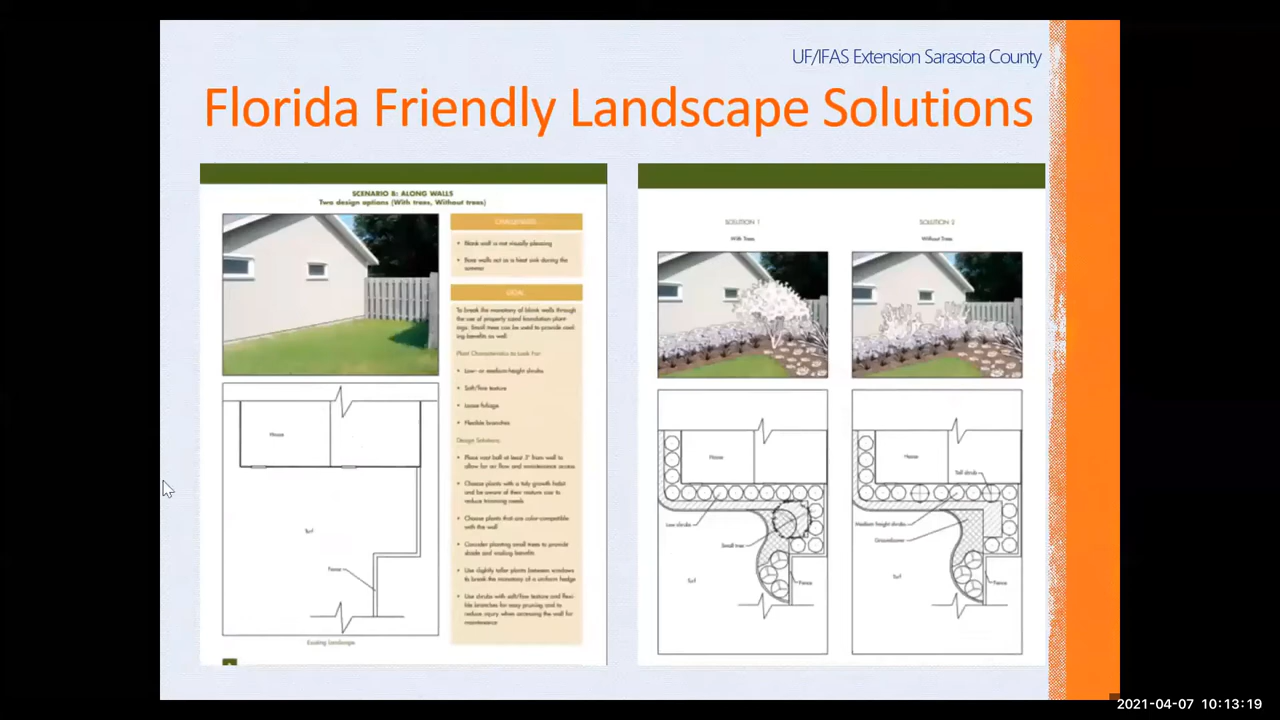 UF/IFAS Extension Sarasota County
Florida Friendly Landscape Solutions
SCENARIO 8: ALONG WALLS
Two design options (With trees, Without trees)
CHALLENGES
• Blank wall is not visually pleasing
• Bare walls act as a heat sink during the
summer
GOAL
To break the monotony of blank walls through
the use of properly sized foundation plant-
ings. Small trees can be used to provide cool-
ing benefits as well.
Plant Characteristics to Look For:
• Low- or medium-height shrubs
• Soft/fine texture
• Loose foliage
• Flexible branches
Design Solutions:
• Place root ball at least 3' from wall to
allow for air flow and maintenance access
• Choose plants with a tidy growth habit
and be aware of their mature size to
reduce trimming needs
• Choose plants that are color-compatible
with the wall
• Consider planting small trees to provide
shade and cooling benefits
• Use slightly taller plants between windows
to break the monotony of a uniform hedge
• Use shrubs with soft/fine texture and flexi-
ble branches for easy pruning and to
reduce injury when accessing the wall for
maintenance
House
Turf
Fence
Existing landscape
SOLUTION 1
With Trees
House
Low shrubs
Small tree
Turf
Fence
SOLUTION 2
Without Trees
House
Tall shrub
Medium height shrubs
Groundcover
Turf
Fence
2021-04-07 10:13:19